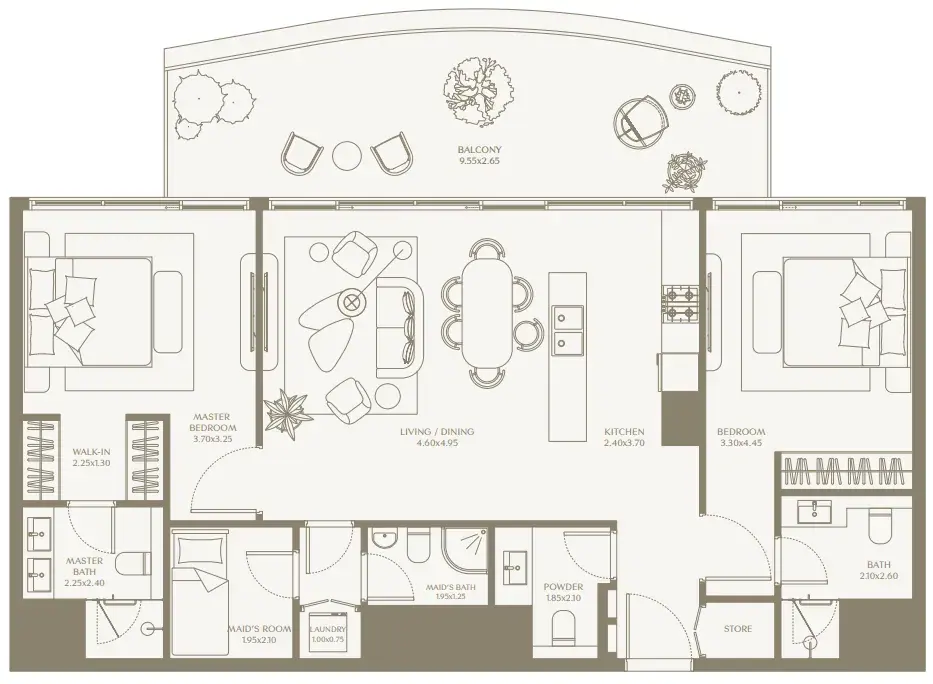 BALCONY
9.55x2.65
MASTER
BEDROOM
3.70x3.25
LIVING / DINING
4.60x4.95
KITCHEN
2.40x3.70
BEDROOM
3.30x4.45
WALK-IN
2.25x1.30
MASTER
BATH
2.25x2.40
MAID'S BATH
1.95x1.25
POWDER
1.85x2.10
BATH
2.10x2.60
MAID'S ROOM
1.95x2.10
LAUNDRY
1.00x0.75
STORE